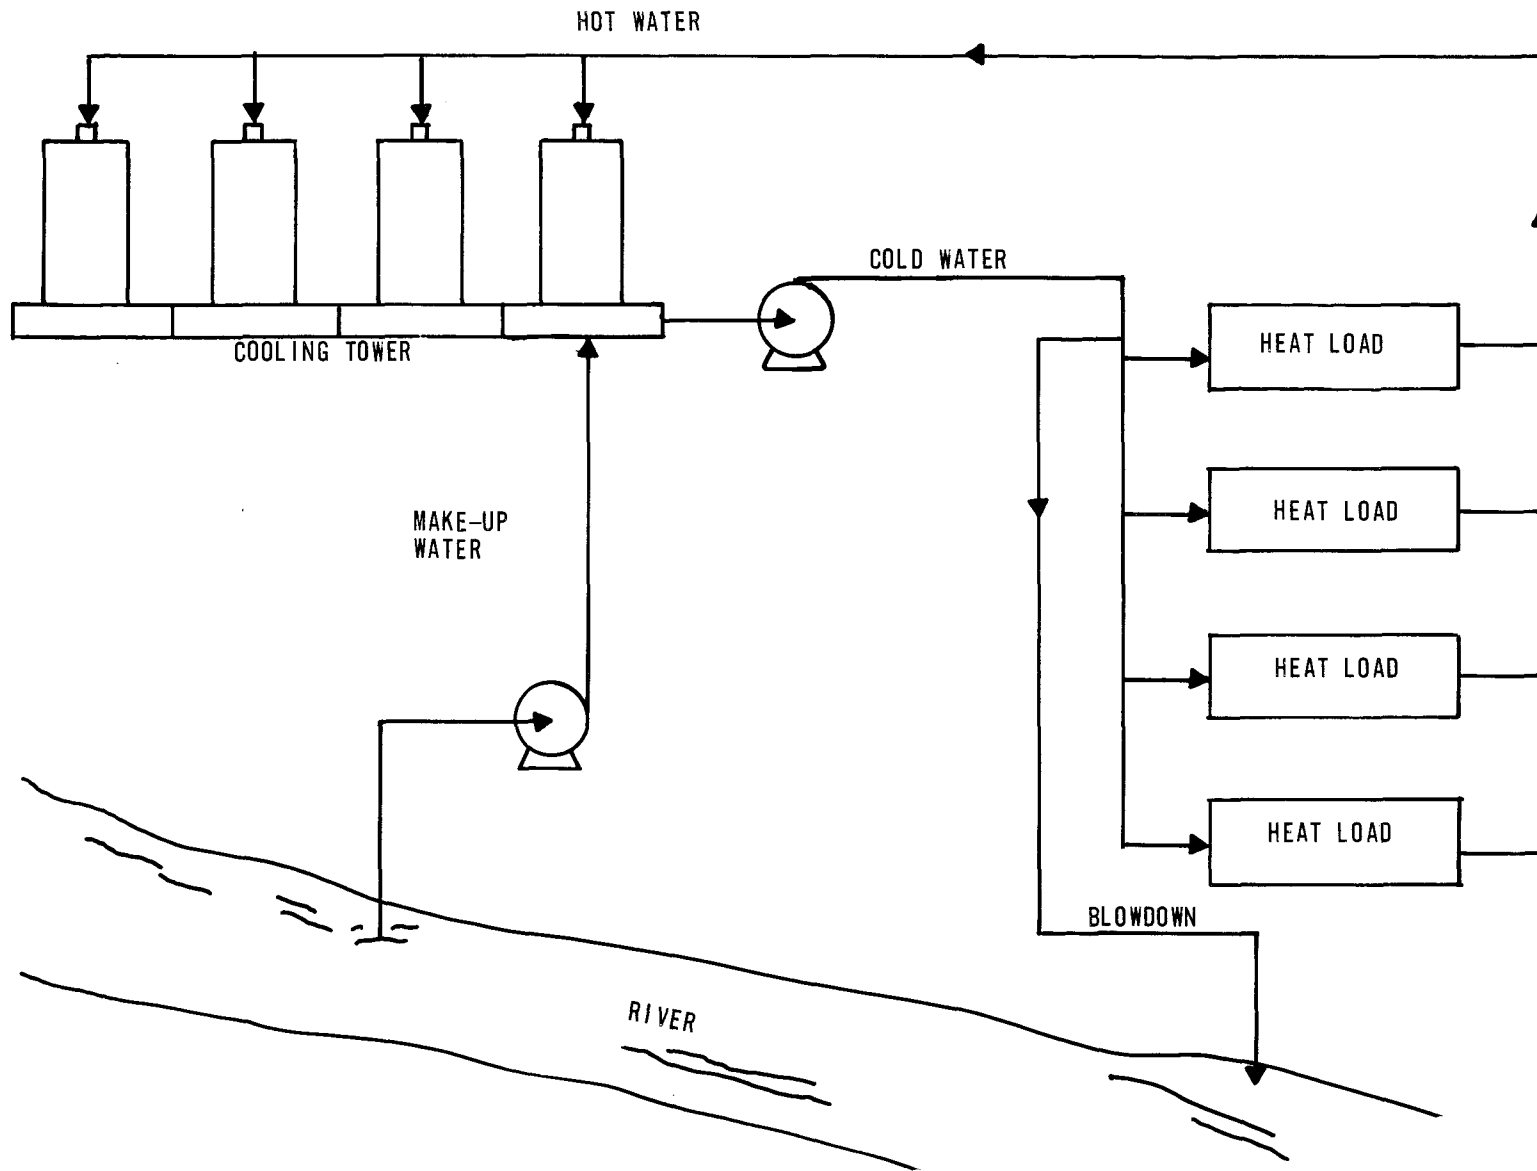 HOT WATER
COLD WATER
HEAT LOAD
COOLING TOWER
HEAT LOAD
MAKE-UP
WATER
HEAT LOAD
HEAT LOAD
BLOWDOWN
RIVER